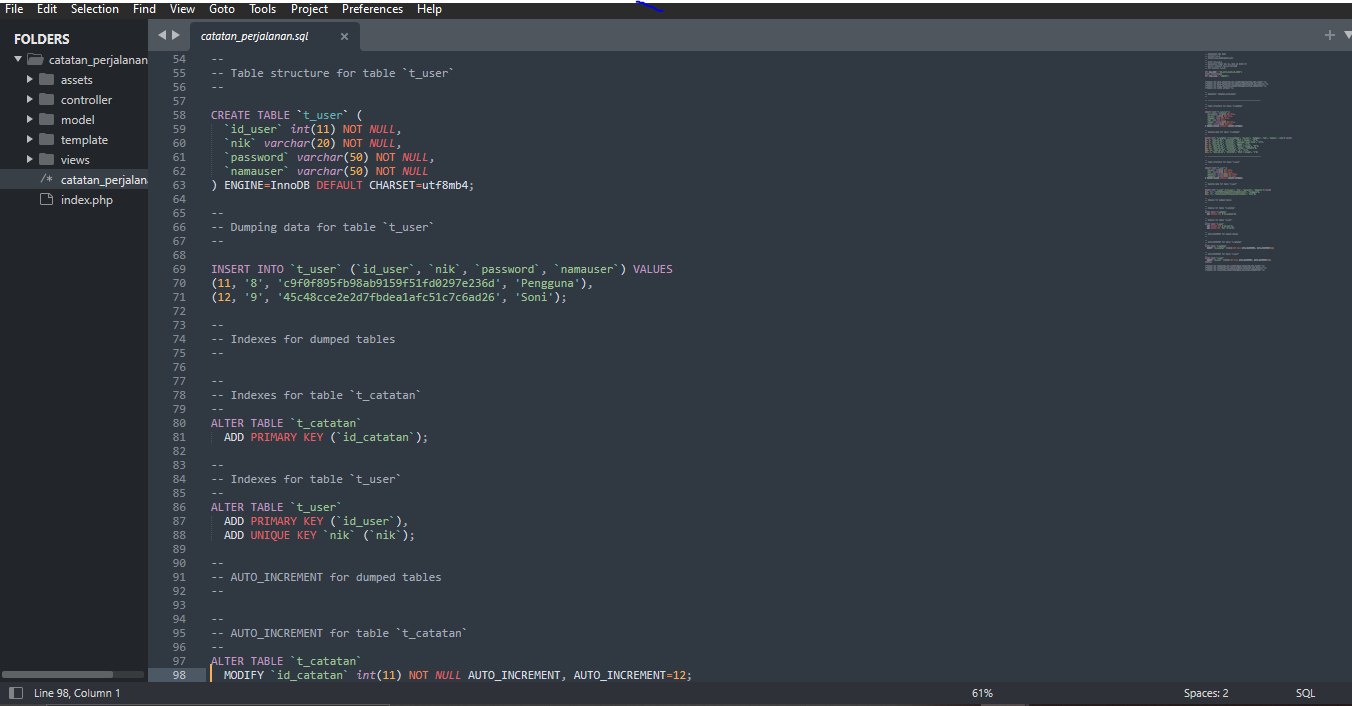 File Edit Selection Find View Goto Tools Project Preferences Help
FOLDERS
catatan_perjalanan
assets
controller
model
template
views
/* catatan_perjalan
index.php
catatan_perjalanan.sql ×
54 --
55 -- Table structure for table `t_user`
56 --
57
58 CREATE TABLE `t_user` (
59 `id_user` int(11) NOT NULL,
60 `nik` varchar(20) NOT NULL,
61 `password` varchar(50) NOT NULL,
62 `namauser` varchar(50) NOT NULL
63 ) ENGINE=InnoDB DEFAULT CHARSET=utf8mb4;
64
65 --
66 -- Dumping data for table `t_user`
67 --
68
69 INSERT INTO `t_user` (`id_user`, `nik`, `password`, `namauser`) VALUES
70 (11, '8', 'c9f0f895fb98ab9159f51fd0297e236d', 'Pengguna'),
71 (12, '9', '45c48cce2e2d7fbdea1afc51c7c6ad26', 'Soni');
72
73 --
74 -- Indexes for dumped tables
75 --
76
77 --
78 -- Indexes for table `t_catatan`
79 --
80 ALTER TABLE `t_catatan`
81 ADD PRIMARY KEY (`id_catatan`);
82
83 --
84 -- Indexes for table `t_user`
85 --
86 ALTER TABLE `t_user`
87 ADD PRIMARY KEY (`id_user`),
88 ADD UNIQUE KEY `nik` (`nik`);
89
90 --
91 -- AUTO_INCREMENT for dumped tables
92 --
93
94 --
95 -- AUTO_INCREMENT for table `t_catatan`
96 --
97 ALTER TABLE `t_catatan`
98 MODIFY `id_catatan` int(11) NOT NULL AUTO_INCREMENT, AUTO_INCREMENT=12;
Line 98, Column 1
61%
Spaces: 2
SQL